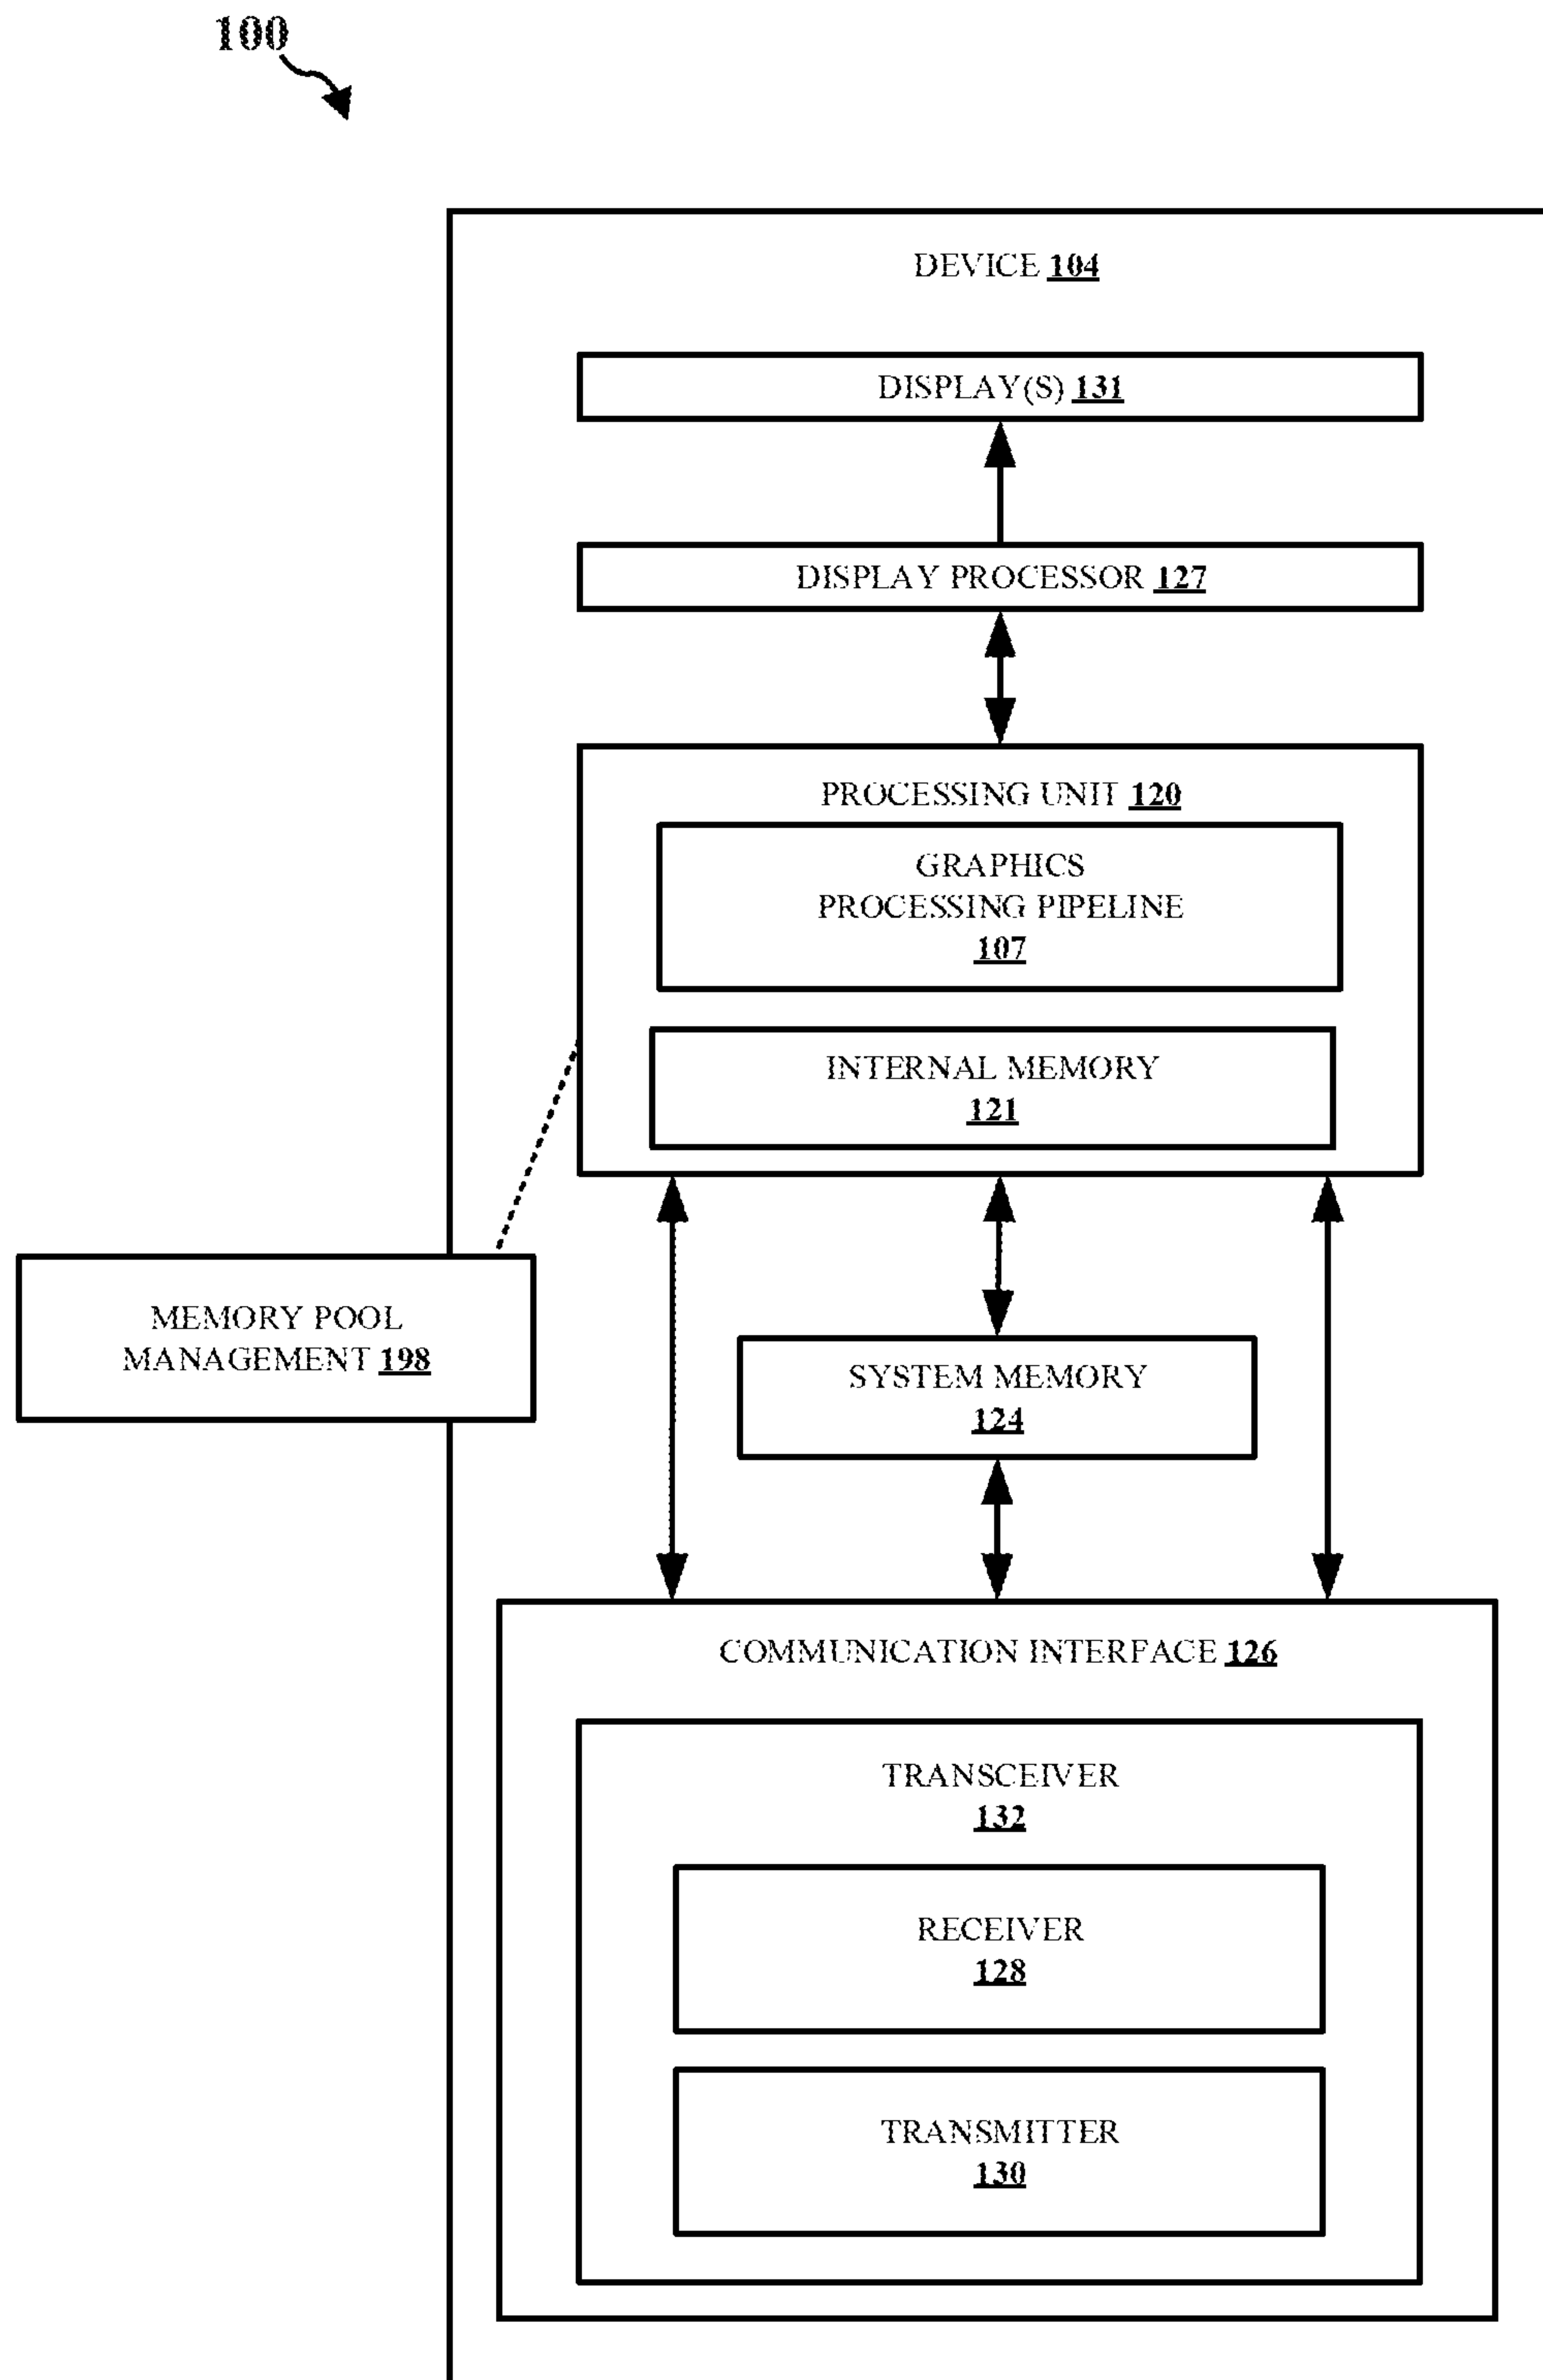 100
DEVICE 104
DISPLAY(S) 131
DISPLAY PROCESSOR 127
PROCESSING UNIT 120
GRAPHICS
PROCESSING PIPELINE
107
INTERNAL MEMORY
121
MEMORY POOL
MANAGEMENT 198
SYSTEM MEMORY
124
COMMUNICATION INTERFACE 126
TRANSCEIVER
132
RECEIVER
128
TRANSMITTER
130